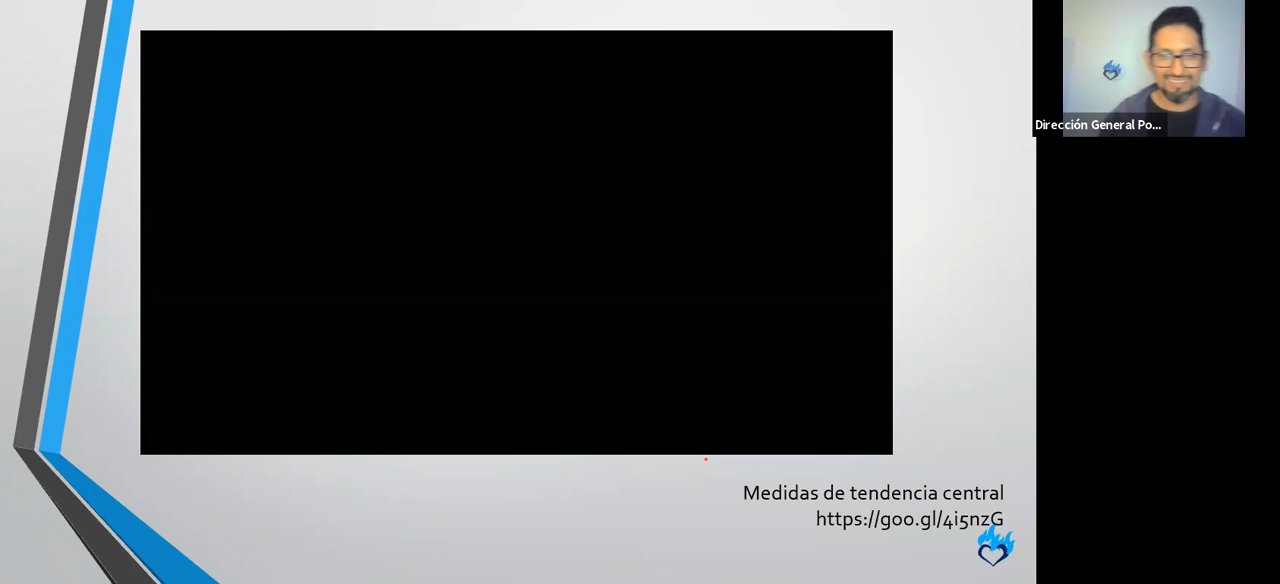 Dirección General Po...
Medidas de tendencia central
https://goo.gl/4i5nzG